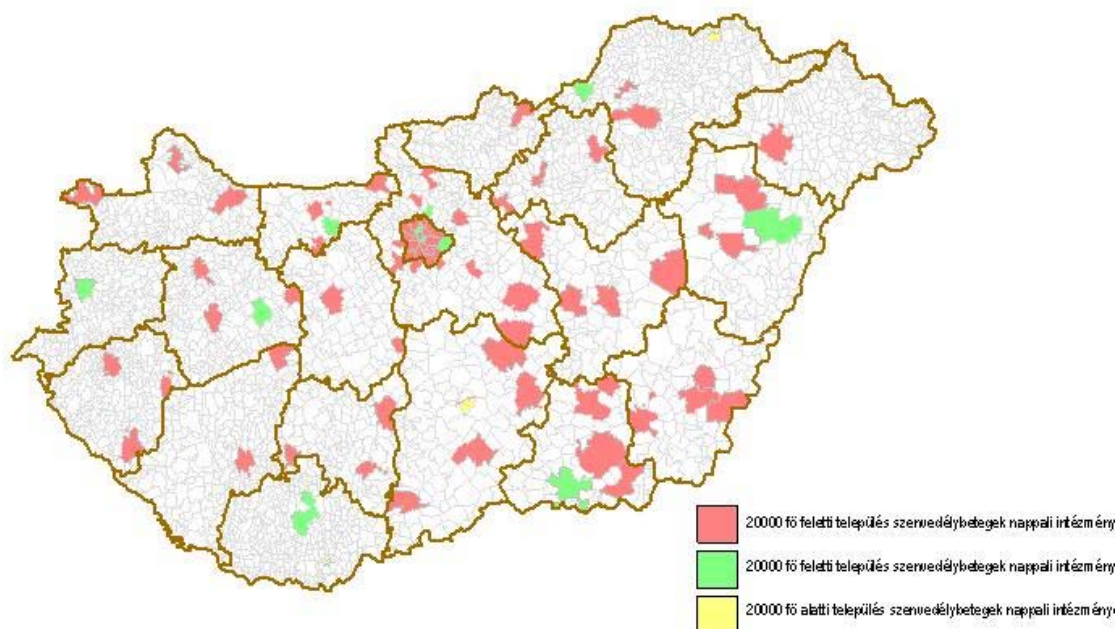 20000 fő feletti település szenvedélybetegek nappali intézmény
20000 fő feletti település szenvedélybetegek nappali intézmény
20000 fő alatti település szenvedélybetegek nappali intézménye